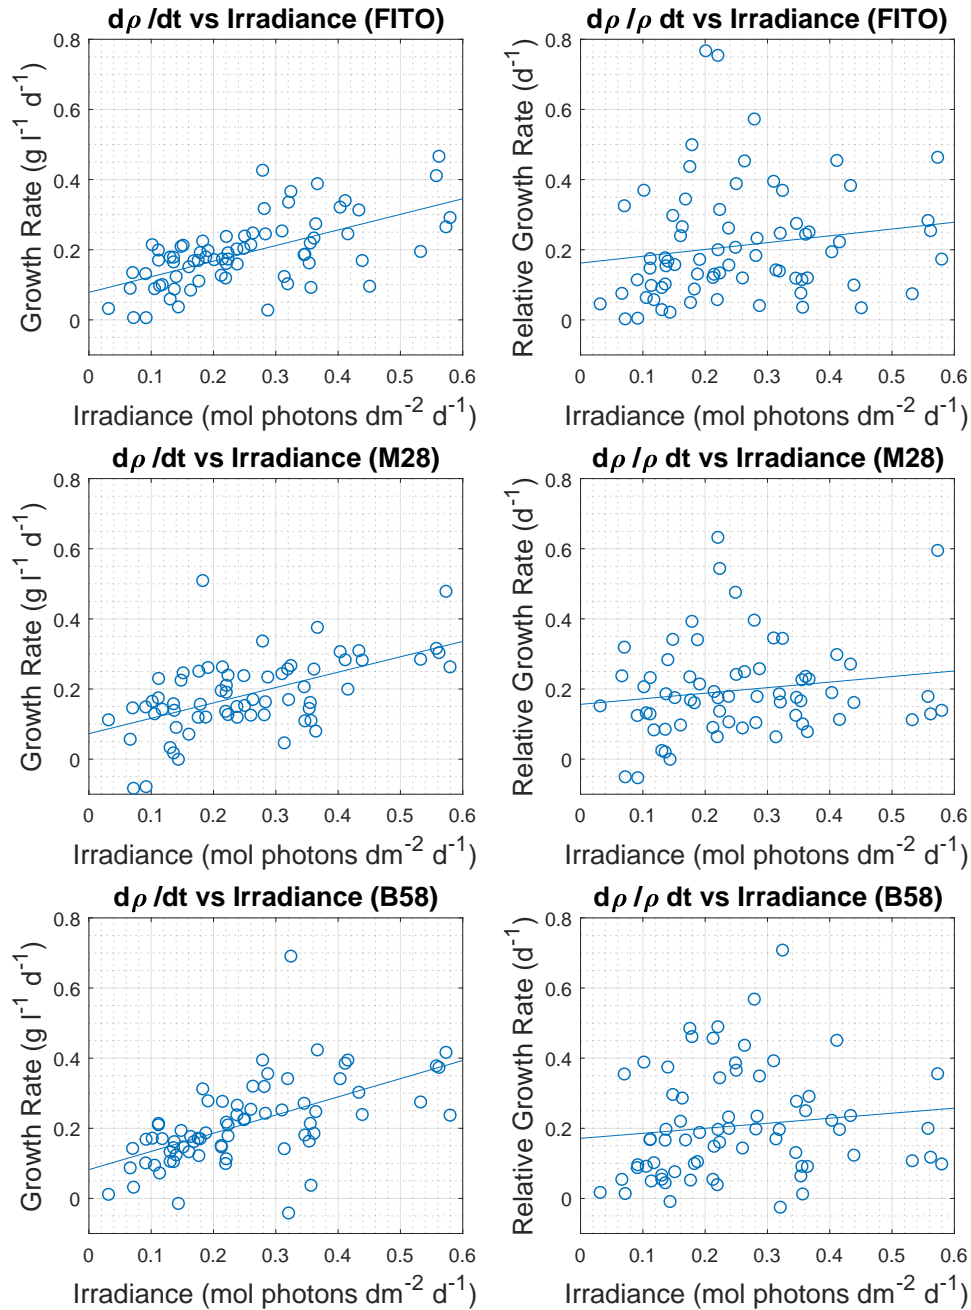 dρ /dt vs Irradiance (FITO)
Growth Rate (g l⁻¹ d⁻¹)
0.8
0.6
0.4
0.2
0
0 0.1 0.2 0.3 0.4 0.5 0.6
Irradiance (mol photons dm⁻² d⁻¹)
dρ /ρ dt vs Irradiance (FITO)
Relative Growth Rate (d⁻¹)
0.8
0.6
0.4
0.2
0
0 0.1 0.2 0.3 0.4 0.5 0.6
Irradiance (mol photons dm⁻² d⁻¹)
dρ /dt vs Irradiance (M28)
Growth Rate (g l⁻¹ d⁻¹)
0.8
0.6
0.4
0.2
0
0 0.1 0.2 0.3 0.4 0.5 0.6
Irradiance (mol photons dm⁻² d⁻¹)
dρ /ρ dt vs Irradiance (M28)
Relative Growth Rate (d⁻¹)
0.8
0.6
0.4
0.2
0
0 0.1 0.2 0.3 0.4 0.5 0.6
Irradiance (mol photons dm⁻² d⁻¹)
dρ /dt vs Irradiance (B58)
Growth Rate (g l⁻¹ d⁻¹)
0.8
0.6
0.4
0.2
0
0 0.1 0.2 0.3 0.4 0.5 0.6
Irradiance (mol photons dm⁻² d⁻¹)
dρ /ρ dt vs Irradiance (B58)
Relative Growth Rate (d⁻¹)
0.8
0.6
0.4
0.2
0
0 0.1 0.2 0.3 0.4 0.5 0.6
Irradiance (mol photons dm⁻² d⁻¹)